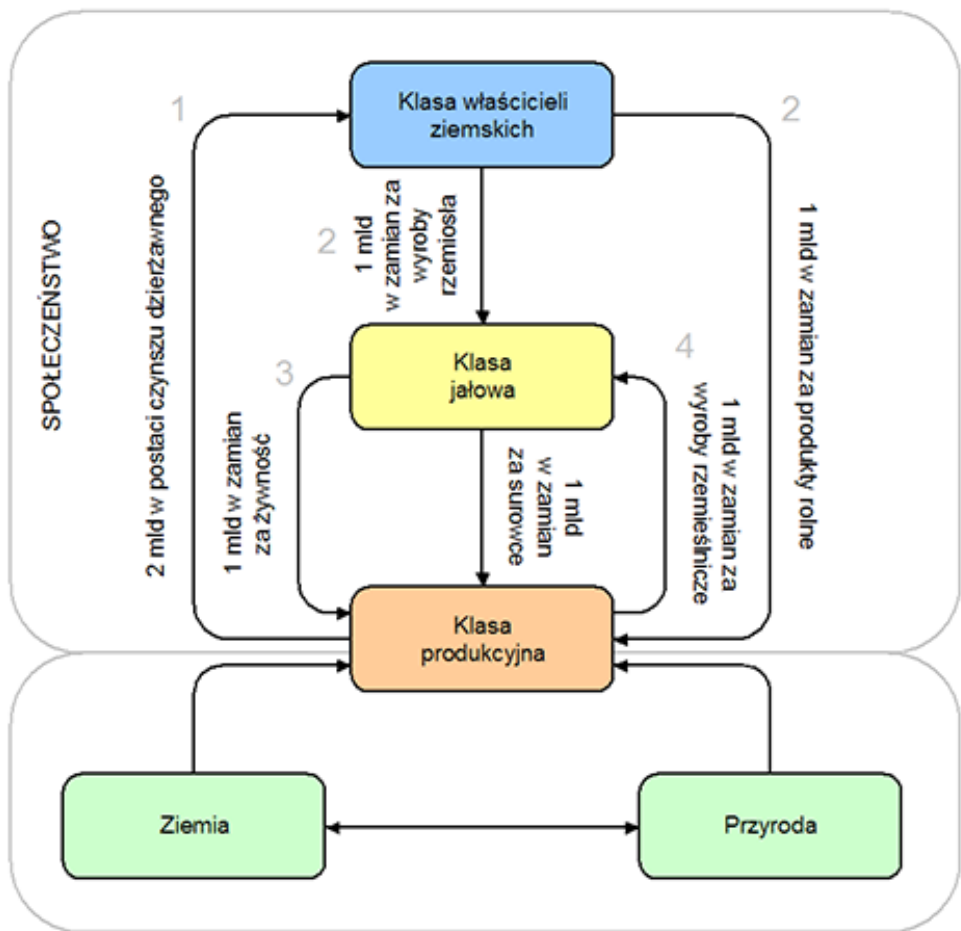 1
Klasa właścicieli
ziemskich
2
SPOŁECZEŃSTWO
2 mld w postaci czynszu dzierżawnego
2
1 mld
w zamian za
wyroby
rzemiosła
1 mld w zamian za produkty rolne
3
Klasa
jałowa
4
1 mld w zamian
za żywność
1 mld
w zamian
za surowce
1 mld w zamian za
wyroby rzemieślnicze
Klasa
produkcyjna
Ziemia
Przyroda